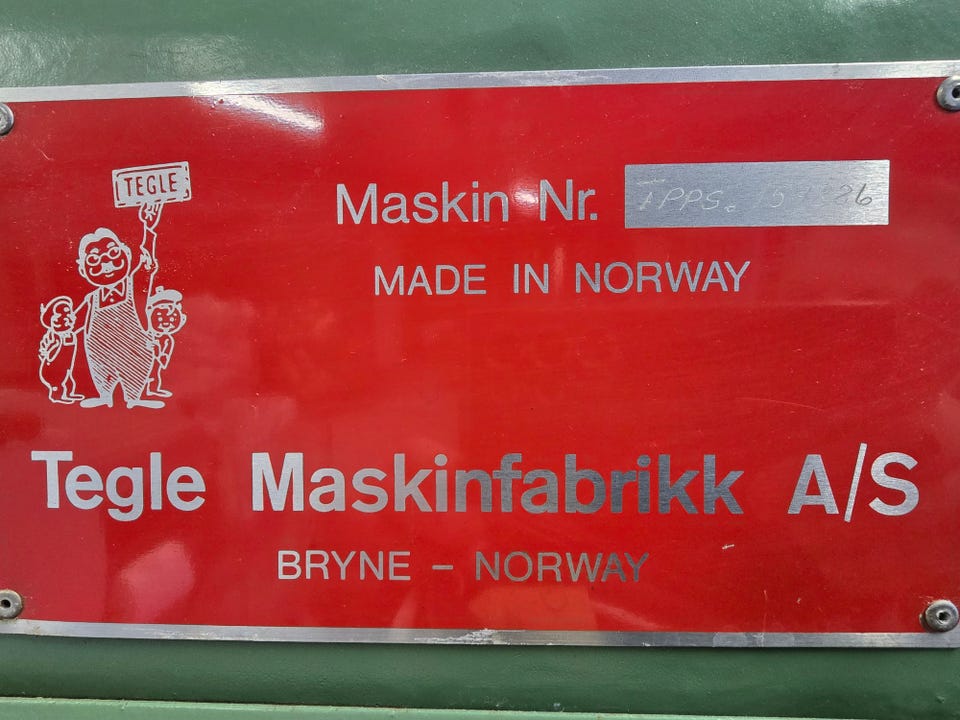 TEGLE
Maskin Nr.
MADE IN NORWAY
Tegle Maskinfabrikk A/S
BRYNE - NORWAY